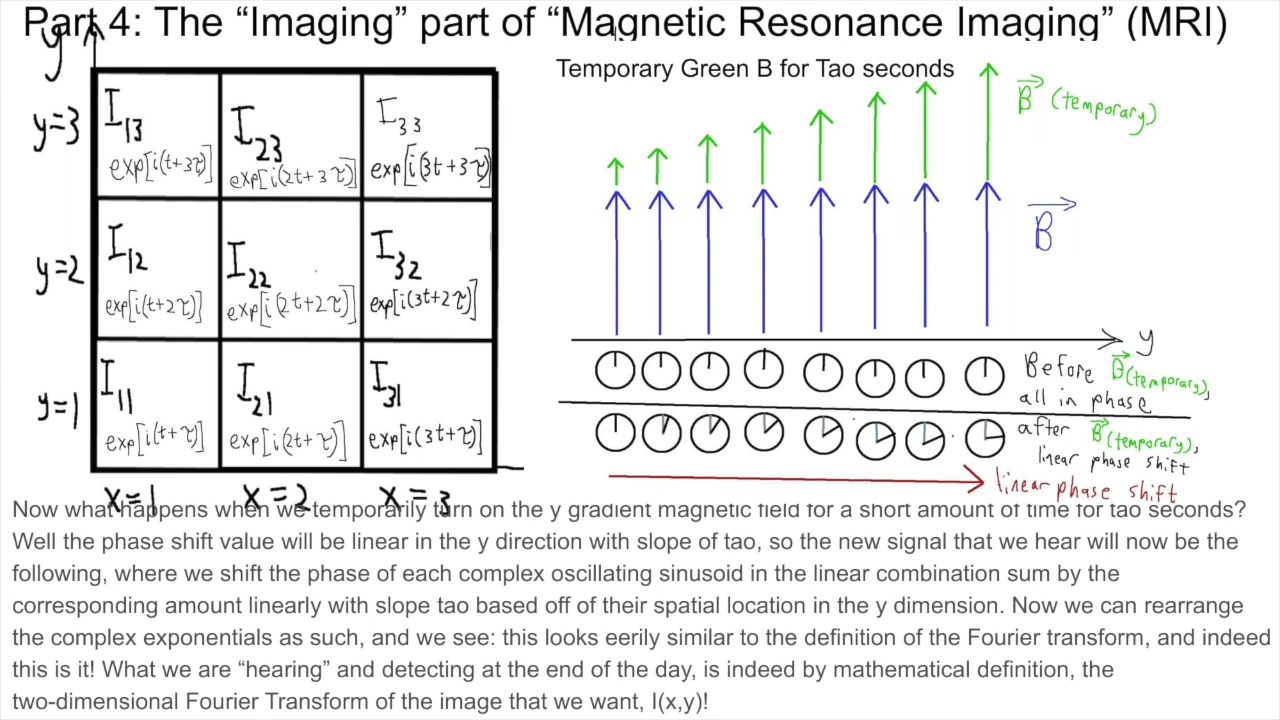 Part 4: The “Imaging” part of “Magnetic Resonance Imaging” (MRI)
y
Temporary Green B for Tao seconds
B (temporary)
y=3
I13
I23
I33
exp[i(t+3τ)]
exp[i(2t+3τ)]
exp[i(3t+3τ)]
B
y=2
I12
I22
I32
exp[i(t+2τ)]
exp[i(2t+2τ)]
exp[i(3t+2τ)]
y
y=1
I11
I21
I31
exp[i(t+τ)]
exp[i(2t+τ)]
exp[i(3t+τ)]
Before B(temporary),
all in phase
after B(temporary),
linear phase shift
linear phase shift
x=1
x=2
x=3
Now what happens when we temporarily turn on the y gradient magnetic field for a short amount of time for tao seconds?
Well the phase shift value will be linear in the y direction with slope of tao, so the new signal that we hear will now be the
following, where we shift the phase of each complex oscillating sinusoid in the linear combination sum by the
corresponding amount linearly with slope tao based off of their spatial location in the y dimension. Now we can rearrange
the complex exponentials as such, and we see: this looks eerily similar to the definition of the Fourier transform, and indeed
this is it! What we are “hearing” and detecting at the end of the day, is indeed by mathematical definition, the
two-dimensional Fourier Transform of the image that we want, I(x,y)!